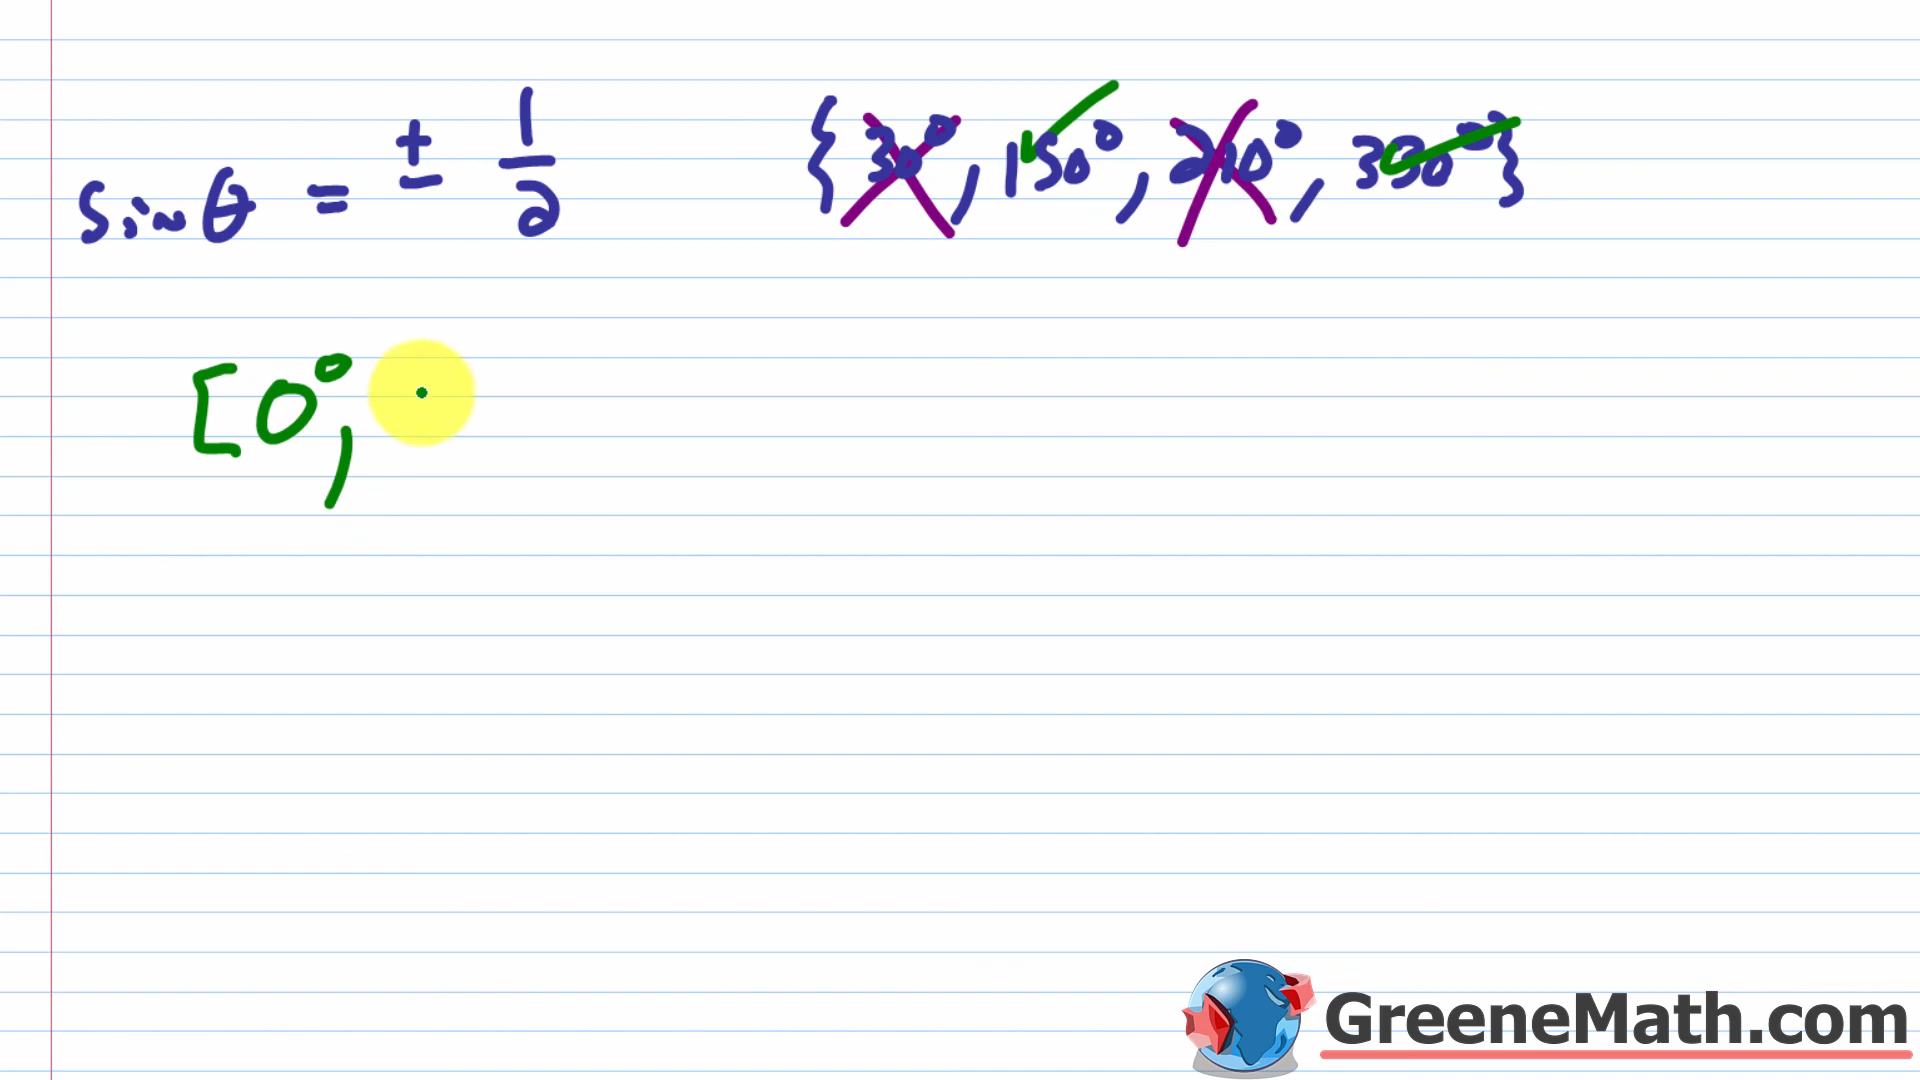 sin θ = ± 1/2 {30°, 150°, 210°, 330°}
[0°,
GreeneMath.com